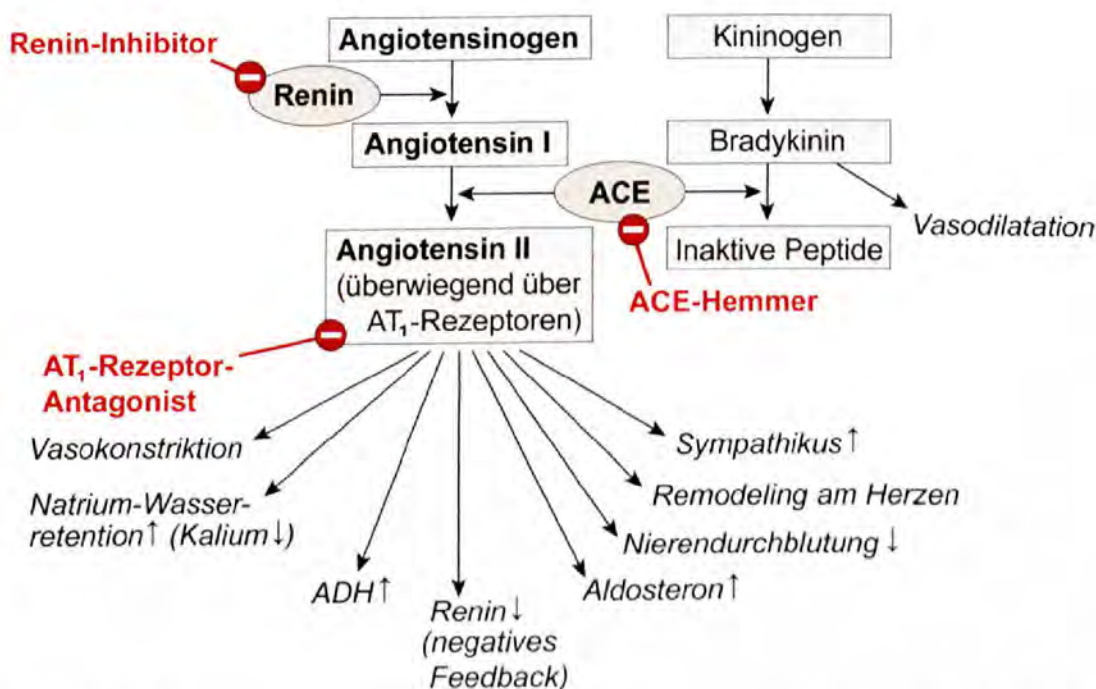 Renin-Inhibitor
Angiotensinogen
Kininogen
Renin
Angiotensin I
Bradykinin
ACE
Vasodilatation
Angiotensin II
(überwiegend über
AT₁-Rezeptoren)
Inaktive Peptide
ACE-Hemmer
AT₁-Rezeptor-
Antagonist
Vasokonstriktion
Natrium-Wasser-
retention↑ (Kalium↓)
ADH↑
Renin↓
(negatives
Feedback)
Aldosteron↑
Nierendurchblutung↓
Remodeling am Herzen
Sympathikus↑